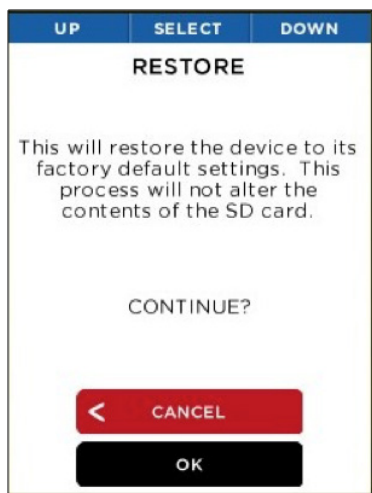 UP SELECT DOWN
RESTORE
This will restore the device to its
factory default settings. This
process will not alter the
contents of the SD card.
CONTINUE?
< CANCEL
OK